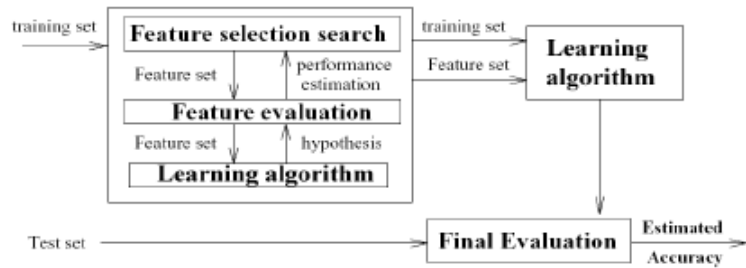 training set
Feature selection search
training set
Feature set
performance
estimation
Feature set
Learning
algorithm
Feature evaluation
Feature set
hypothesis
Learning algorithm
Test set
Final Evaluation
Estimated
Accuracy